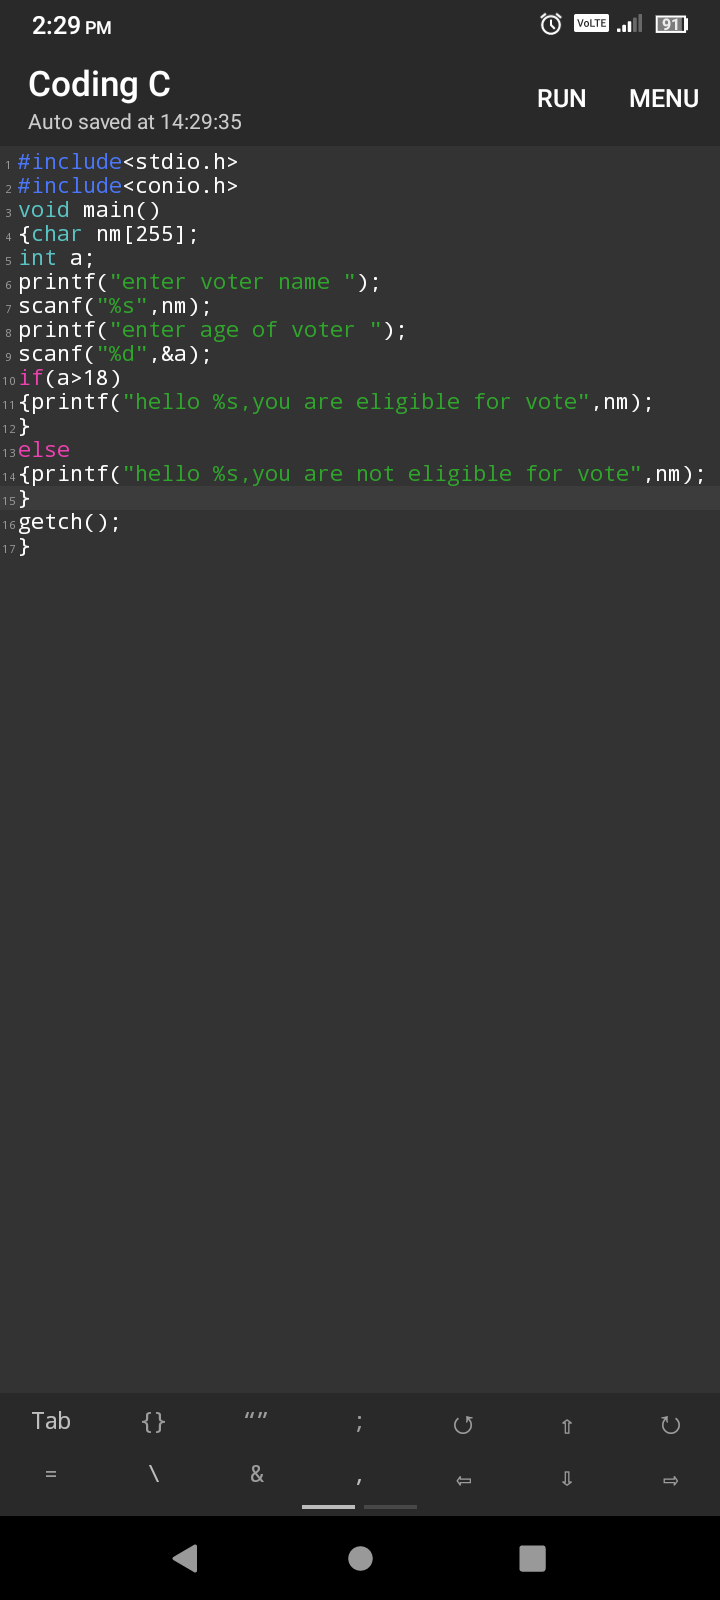 2:29 PM
VoLTE
91
Coding C
RUN MENU
Auto saved at 14:29:35
1 #include<stdio.h>
2 #include<conio.h>
3 void main()
4 {char nm[255];
5 int a;
6 printf("enter voter name ");
7 scanf("%s",nm);
8 printf("enter age of voter ");
9 scanf("%d",&a);
10 if(a>18)
11 {printf("hello %s,you are eligible for vote",nm);
12 }
13 else
14 {printf("hello %s,you are not eligible for vote",nm);
15 }
16 getch();
17 }
Tab {} “” ; ↺ ⇧ ↻
= \ & , ⇦ ⇩ ⇨